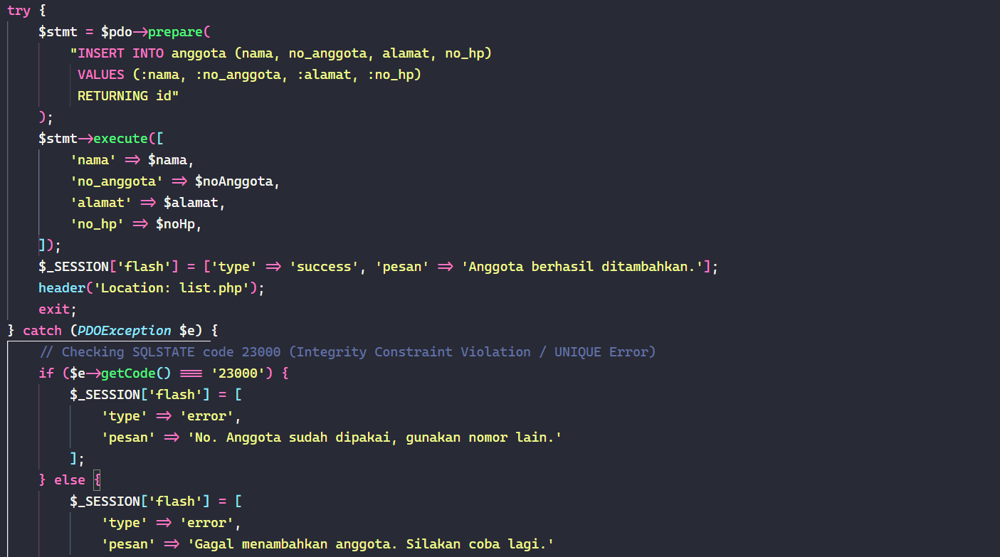 try {
    $stmt = $pdo->prepare(
        "INSERT INTO anggota (nama, no_anggota, alamat, no_hp)
         VALUES (:nama, :no_anggota, :alamat, :no_hp)
         RETURNING id"
    );
    $stmt->execute([
        'nama' => $nama,
        'no_anggota' => $noAnggota,
        'alamat' => $alamat,
        'no_hp' => $noHp,
    ]);
    $_SESSION['flash'] = ['type' => 'success', 'pesan' => 'Anggota berhasil ditambahkan.'];
    header('Location: list.php');
    exit;
} catch (PDOException $e) {
    // Checking SQLSTATE code 23000 (Integrity Constraint Violation / UNIQUE Error)
    if ($e->getCode() === '23000') {
        $_SESSION['flash'] = [
            'type' => 'error',
            'pesan' => 'No. Anggota sudah dipakai, gunakan nomor lain.'
        ];
    } else {
        $_SESSION['flash'] = [
            'type' => 'error',
            'pesan' => 'Gagal menambahkan anggota. Silakan coba lagi.'